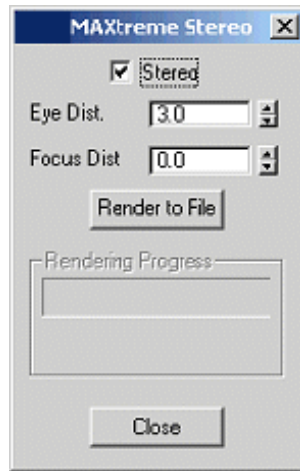 MAXtreme Stereo
Stereo
Eye Dist. 3.0
Focus Dist 0.0
Render to File
Rendering Progress
Close